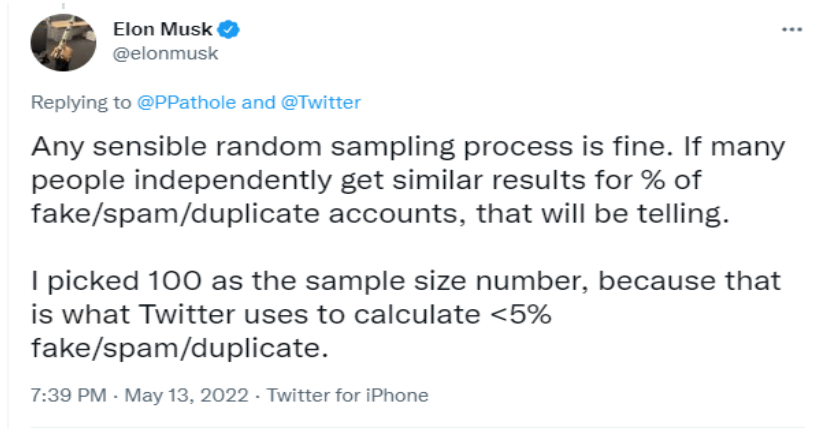 Elon Musk
@elonmusk
Replying to @PPathole and @Twitter
Any sensible random sampling process is fine. If many
people independently get similar results for % of
fake/spam/duplicate accounts, that will be telling.
I picked 100 as the sample size number, because that
is what Twitter uses to calculate <5%
fake/spam/duplicate.
7:39 PM · May 13, 2022 · Twitter for iPhone